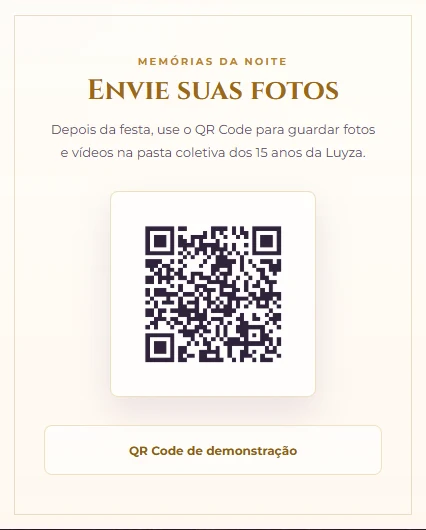 MEMÓRIAS DA NOITE
Envie suas fotos
Depois da festa, use o QR Code para guardar fotos
e vídeos na pasta coletiva dos 15 anos da Luyza.
QR Code de demonstração